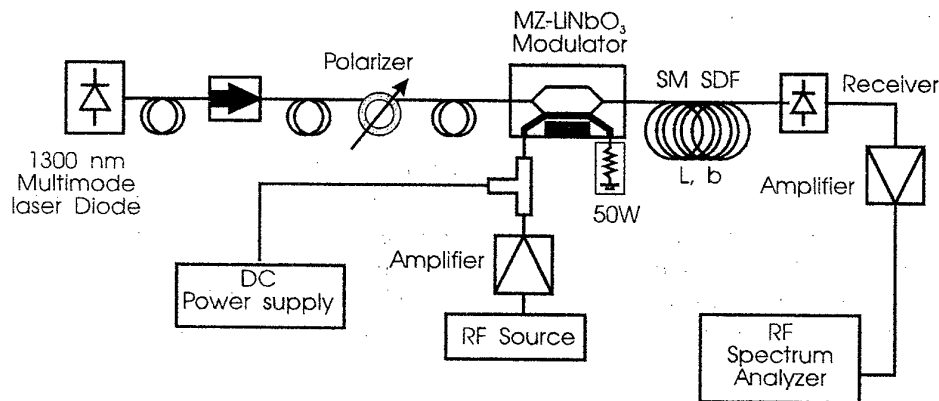 MZ-LiNbO₃
Modulator
Polarizer
SM SDF
Receiver
1300 nm
Multimode
laser Diode
L, b
Amplifier
50W
Amplifier
DC
Power supply
RF Source
RF
Spectrum
Analyzer